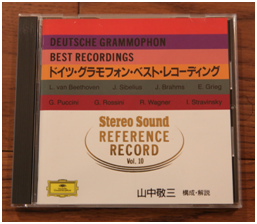 DEUTSCHE GRAMMOPHON
BEST RECORDINGS
ドイツ・グラモフォン・ベスト・レコーディング
L. van Beethoven J. Sibelius J. Brahms E. Grieg
G. Puccini G. Rossini R. Wagner I. Stravinsky
Stereo Sound
REFERENCE
RECORD
Vol. 10
山中敬三 構成・解説